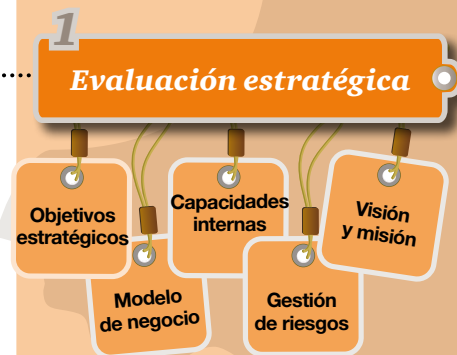 1
Evaluación estratégica
Objetivos
estratégicos
Modelo
de negocio
Capacidades
internas
Gestión
de riesgos
Visión
y misión